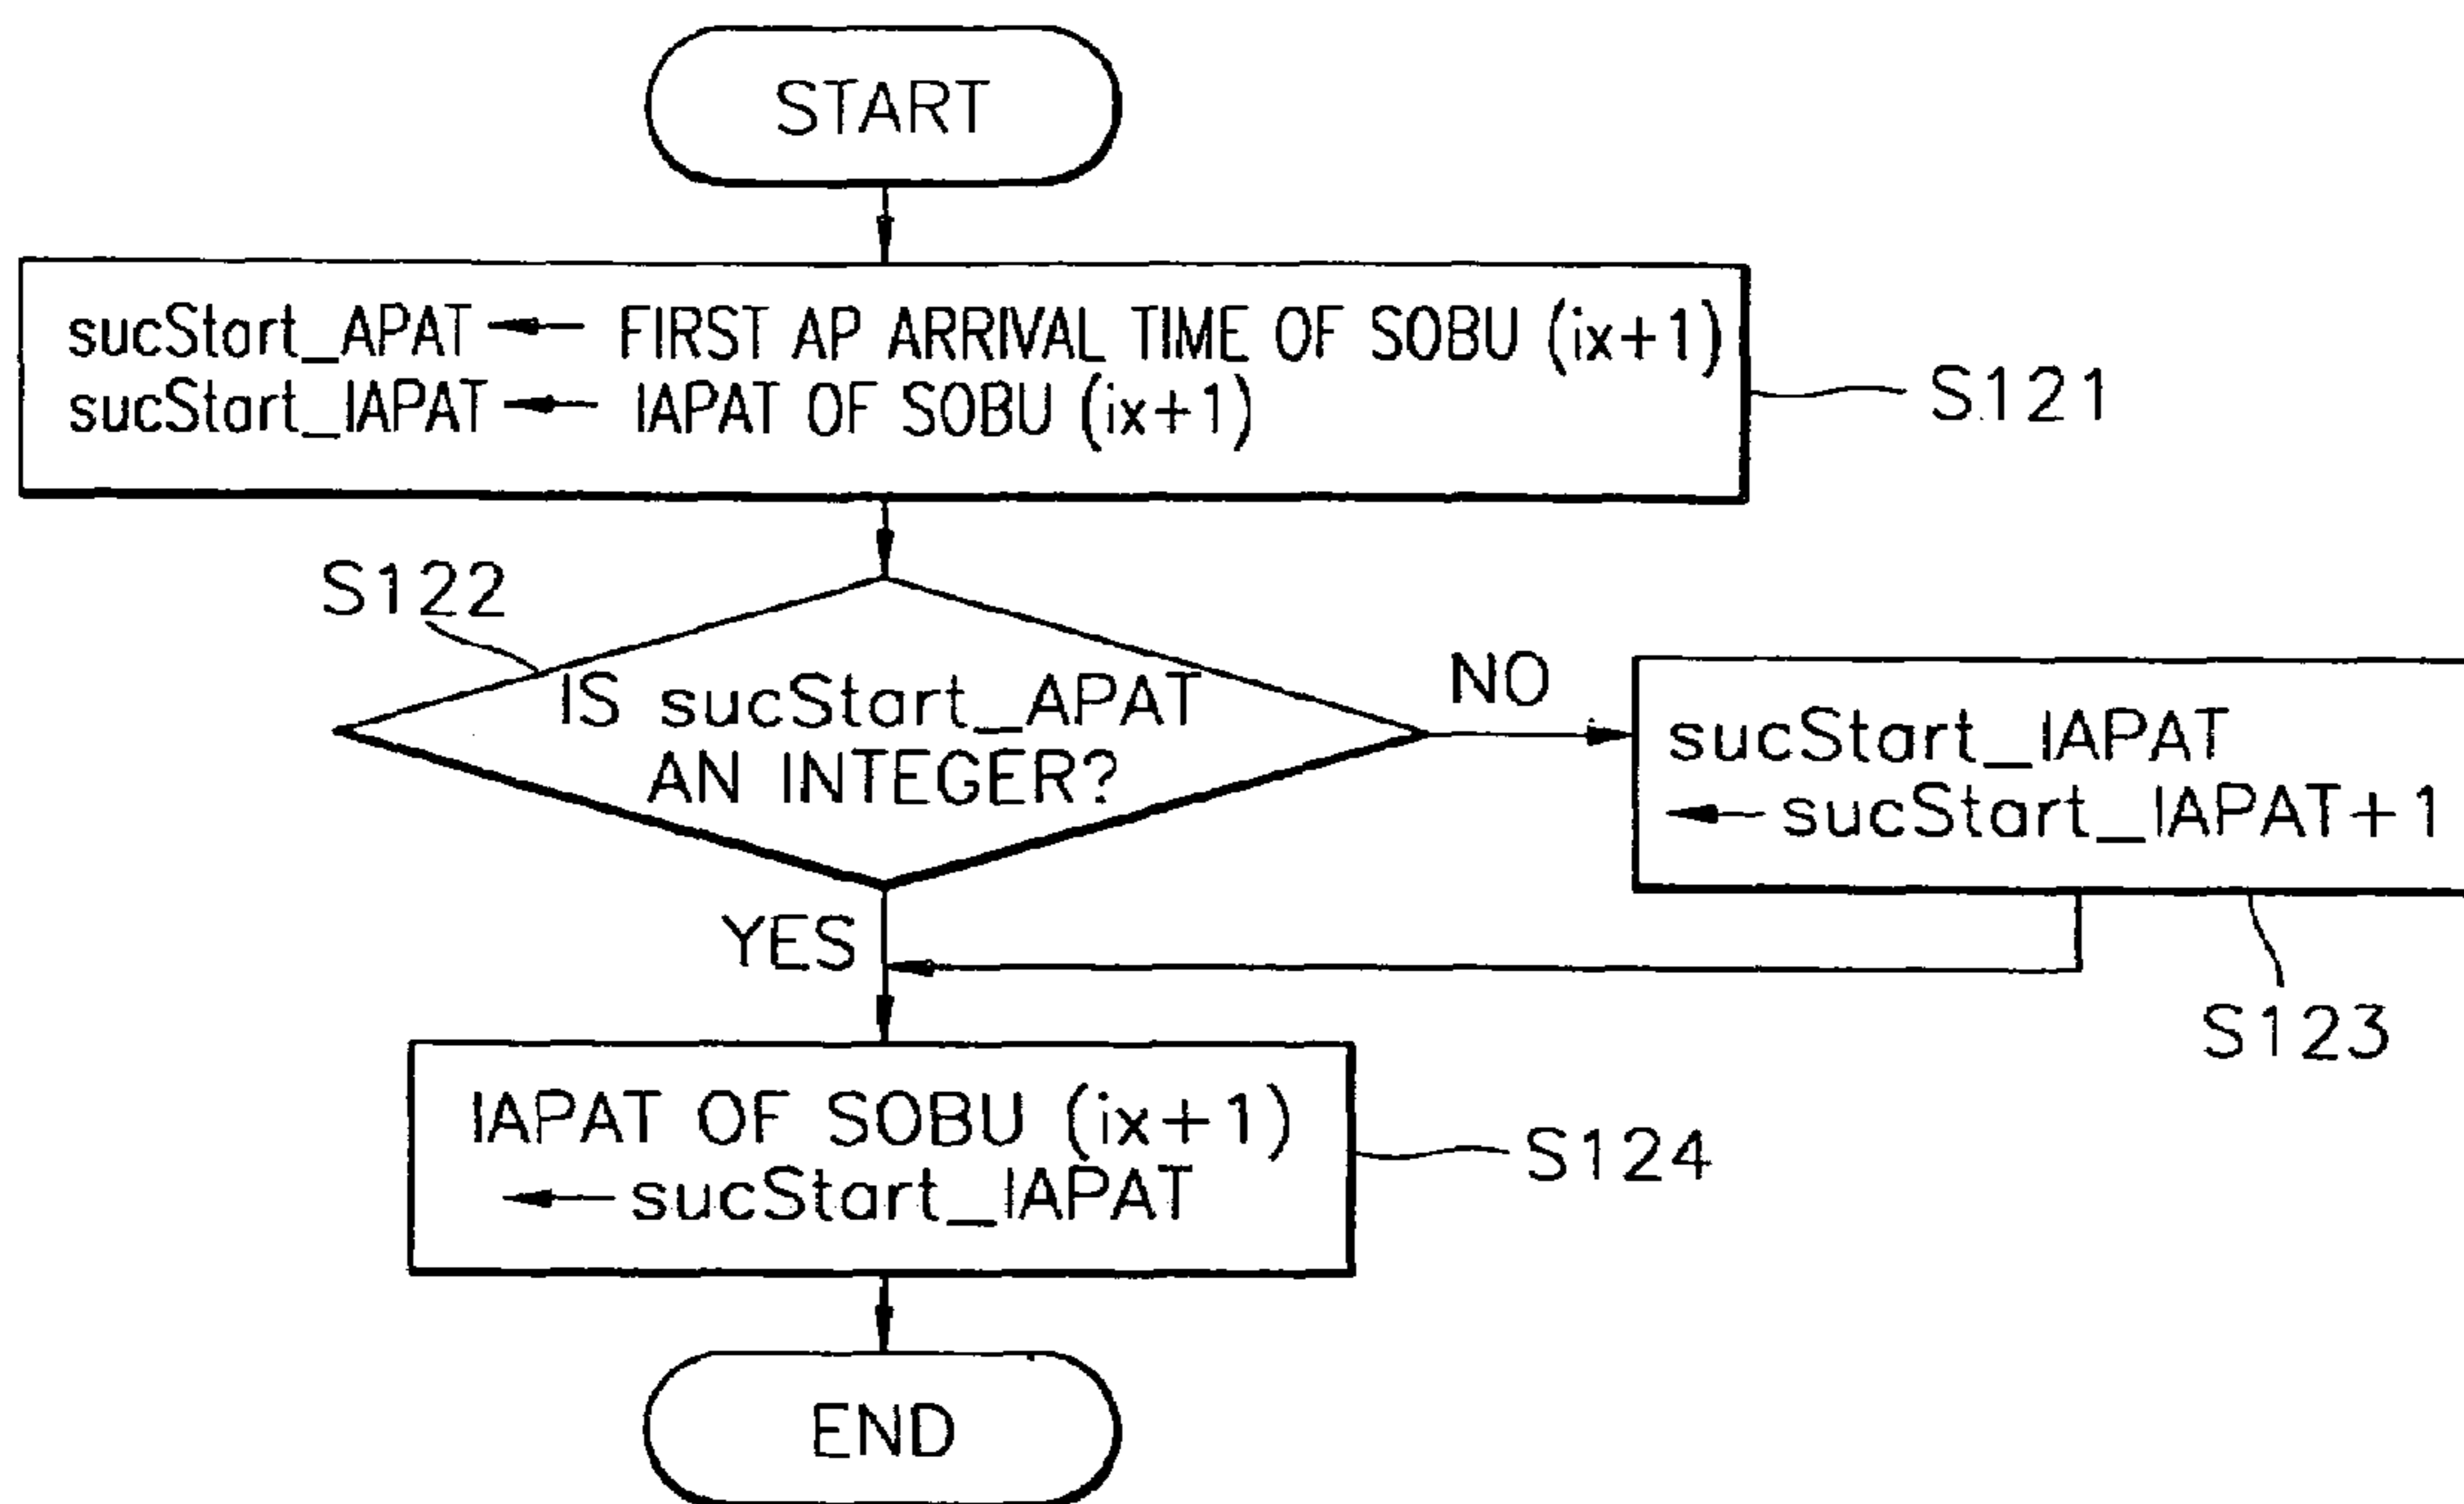 START
sucStart_APAT ← FIRST AP ARRIVAL TIME OF SOBU (ix+1)
sucStart_IAPAT ← IAPAT OF SOBU (ix+1)
S121
S122
IS sucStart_APAT
AN INTEGER?
NO
sucStart_IAPAT
← sucStart_IAPAT+1
YES
S123
IAPAT OF SOBU (ix+1)
← sucStart_IAPAT
S124
END